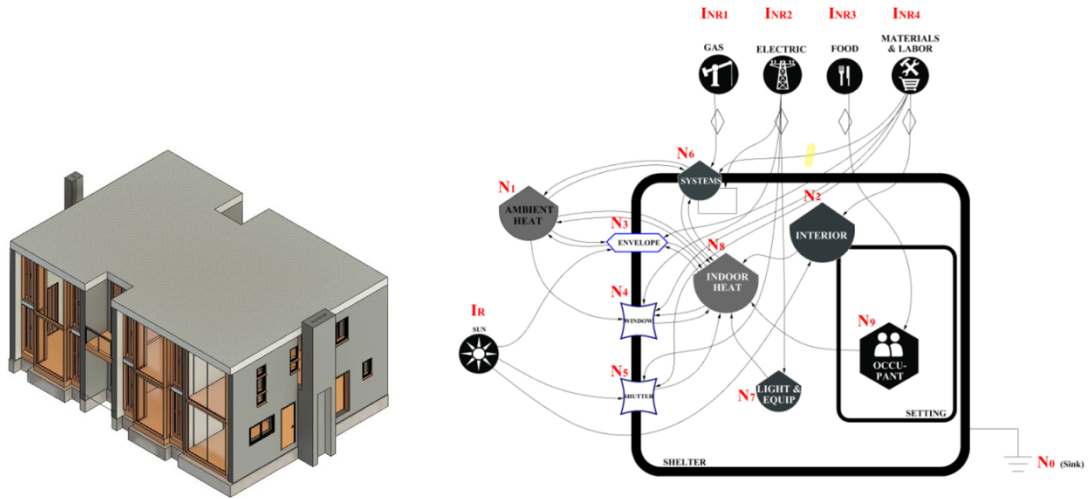 INR1 INR2 INR3 INR4
GAS ELECTRIC FOOD MATERIALS
& LABOR
N6
SYSTEMS
N1
AMBIENT
HEAT
N2
INTERIOR
N3
ENVELOPE
N8
INDOOR
HEAT
N4
WINDOW
IR
SUN
N9
OCCU-
PANT
N5
SHUTTER
N7
LIGHT &
EQUIP
SETTING
SHELTER
N0 (Sink)